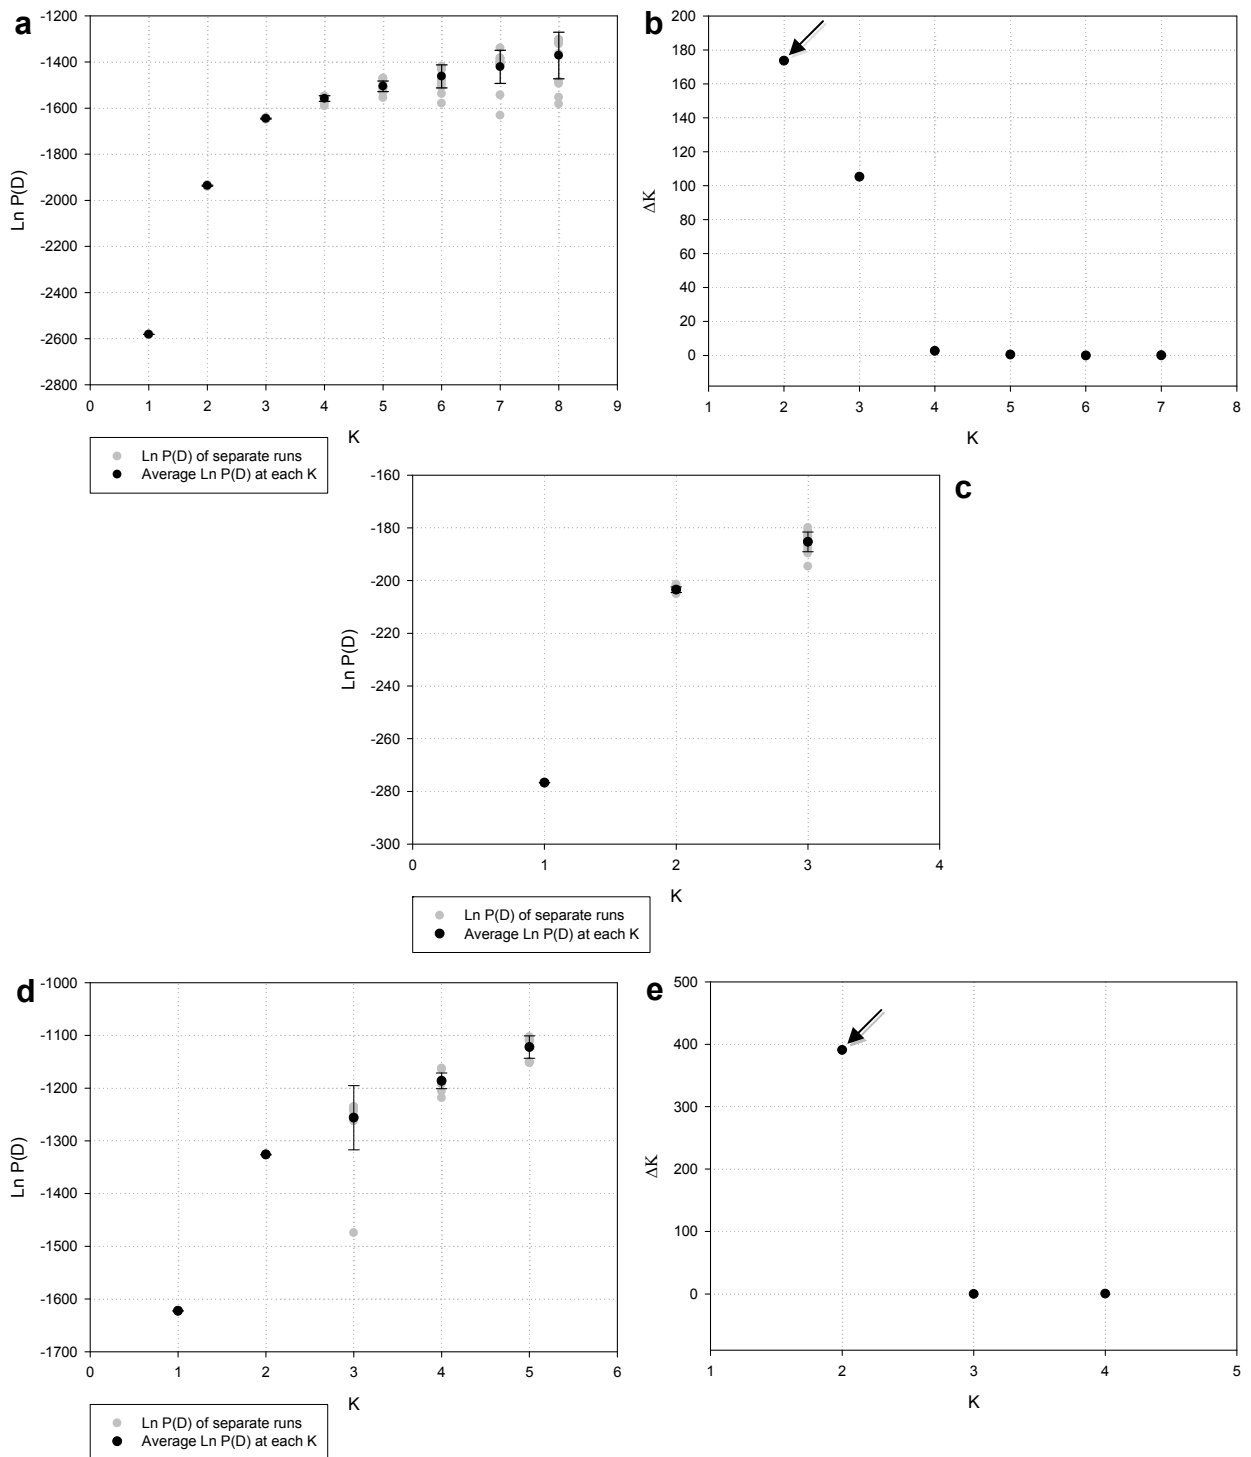 a
-1200
-1400
-1600
-1800
-2000
-2200
-2400
-2600
-2800
Ln P(D)
0 1 2 3 4 5 6 7 8 9
K
Ln P(D) of separate runs
Average Ln P(D) at each K
b
200
180
160
140
120
100
80
60
40
20
0
ΔK
1 2 3 4 5 6 7 8
K
c
-160
-180
-200
-220
-240
-260
-280
-300
Ln P(D)
0 1 2 3 4
K
Ln P(D) of separate runs
Average Ln P(D) at each K
d
-1000
-1100
-1200
-1300
-1400
-1500
-1600
-1700
Ln P(D)
0 1 2 3 4 5 6
K
Ln P(D) of separate runs
Average Ln P(D) at each K
e
500
400
300
200
100
0
ΔK
1 2 3 4 5
K